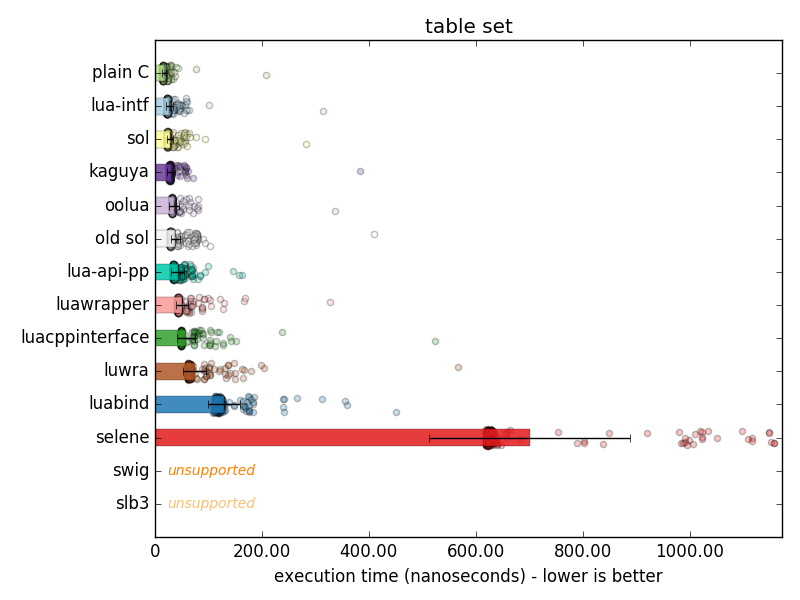 table set
plain C
lua-intf
sol
kaguya
oolua
old sol
lua-api-pp
luawrapper
luacppinterface
luwra
luabind
selene
swig unsupported
slb3 unsupported
0 200.00 400.00 600.00 800.00 1000.00
execution time (nanoseconds) - lower is better